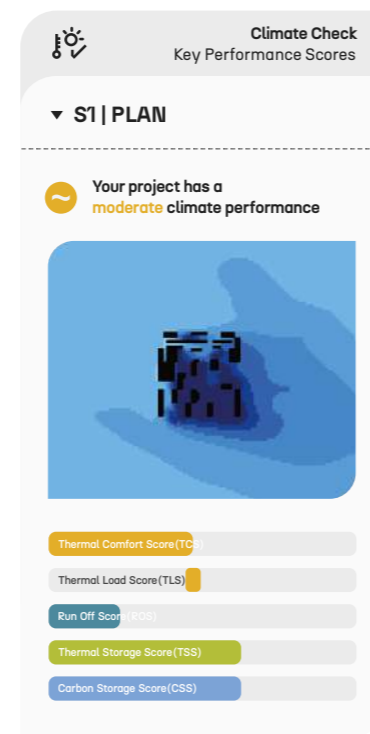 Climate Check
Key Performance Scores
S1 | PLAN
Your project has a
moderate climate performance
Thermal Comfort Score(TCS)
Thermal Load Score(TLS)
Run Off Score(ROS)
Thermal Storage Score(TSS)
Carbon Storage Score(CSS)